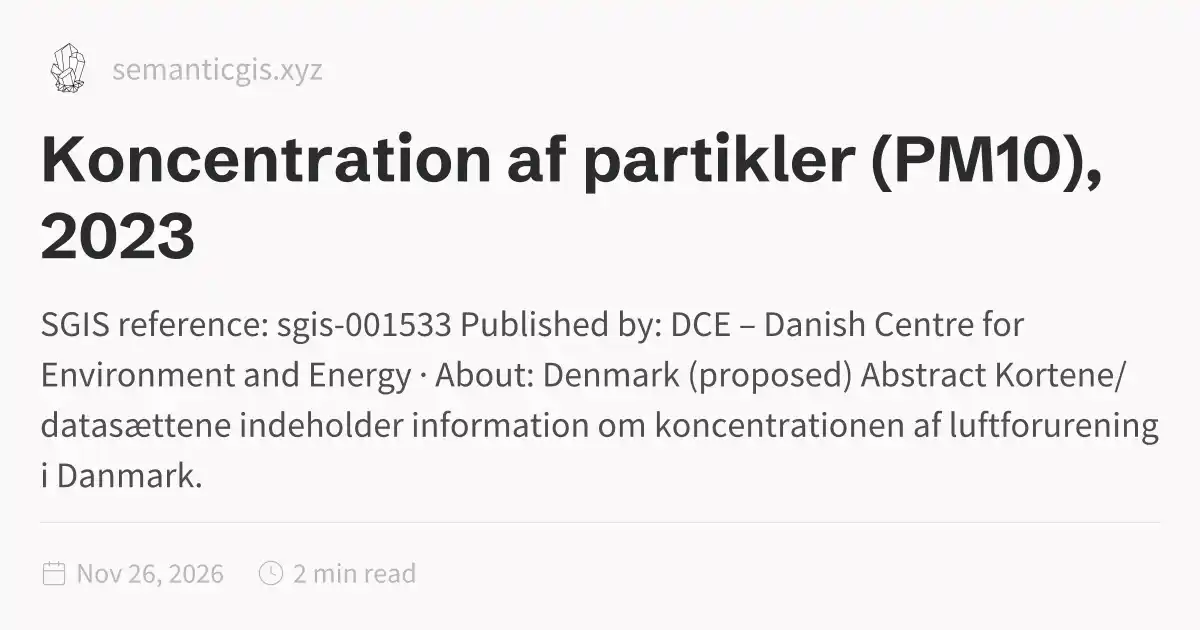 semanticgis.xyz
Koncentration af partikler (PM10),
2023
SGIS reference: sgis-001533 Published by: DCE – Danish Centre for
Environment and Energy · About: Denmark (proposed) Abstract Kortene/
datasættene indeholder information om koncentrationen af luftforurening
i Danmark.
Nov 26, 2026 2 min read